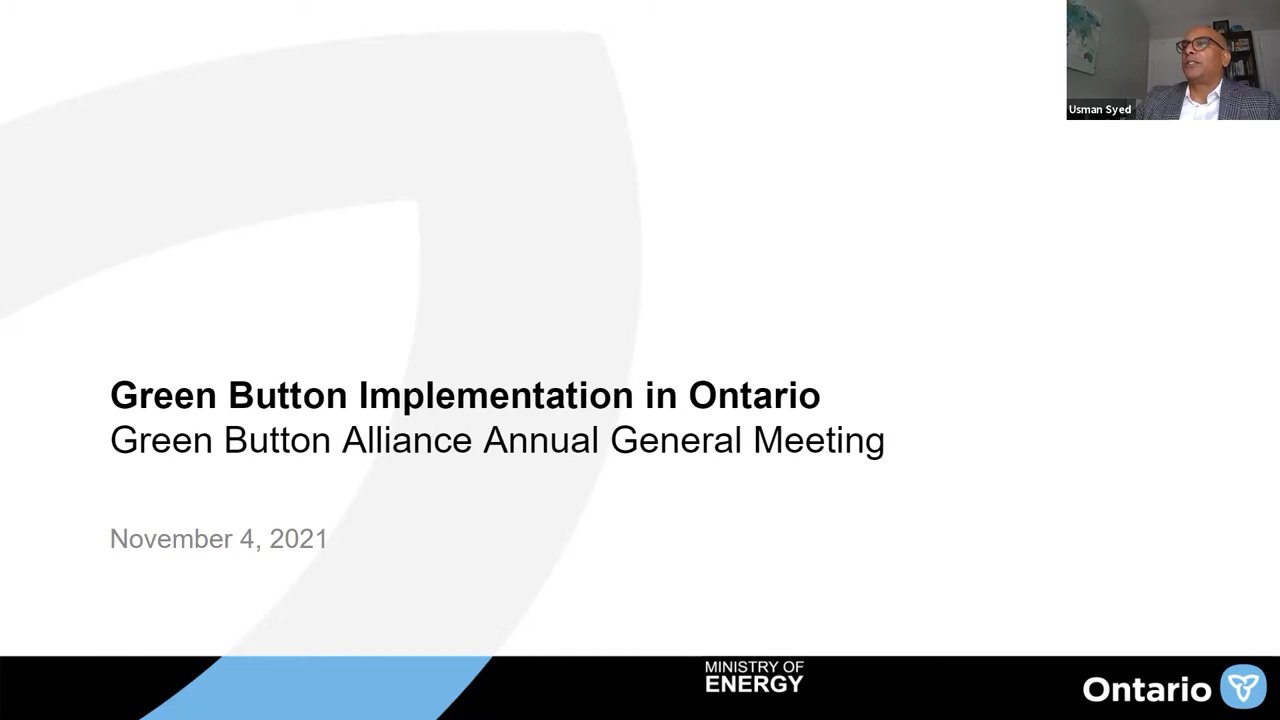 Usman Syed
Green Button Implementation in Ontario
Green Button Alliance Annual General Meeting
November 4, 2021
MINISTRY OF
ENERGY
Ontario